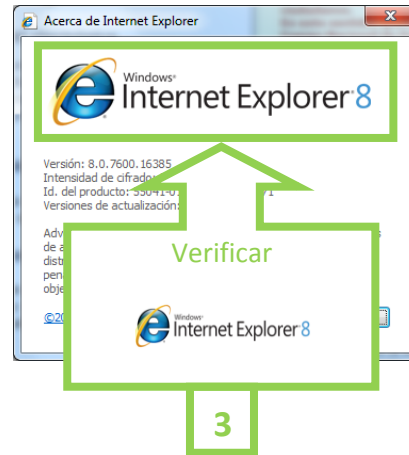 Acerca de Internet Explorer
Windows®
Internet Explorer 8
Versión: 8.0.7600.16385
Intensidad de cifrado:
Id. del producto:
Versiones de actualización:
Verificar
Windows®
Internet Explorer 8
3